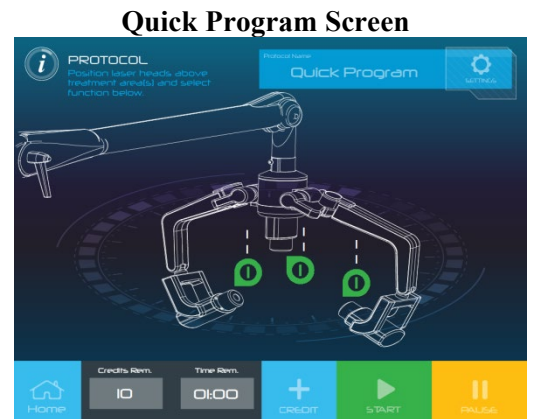 Quick Program Screen
i
PROTOCOL
Position laser heads above
treatment area(s) and select
function below.
Protocol Name
Quick Program
SETTINGS
Home
Credits Rem.
10
Time Rem.
01:00
CREDIT
START
PAUSE